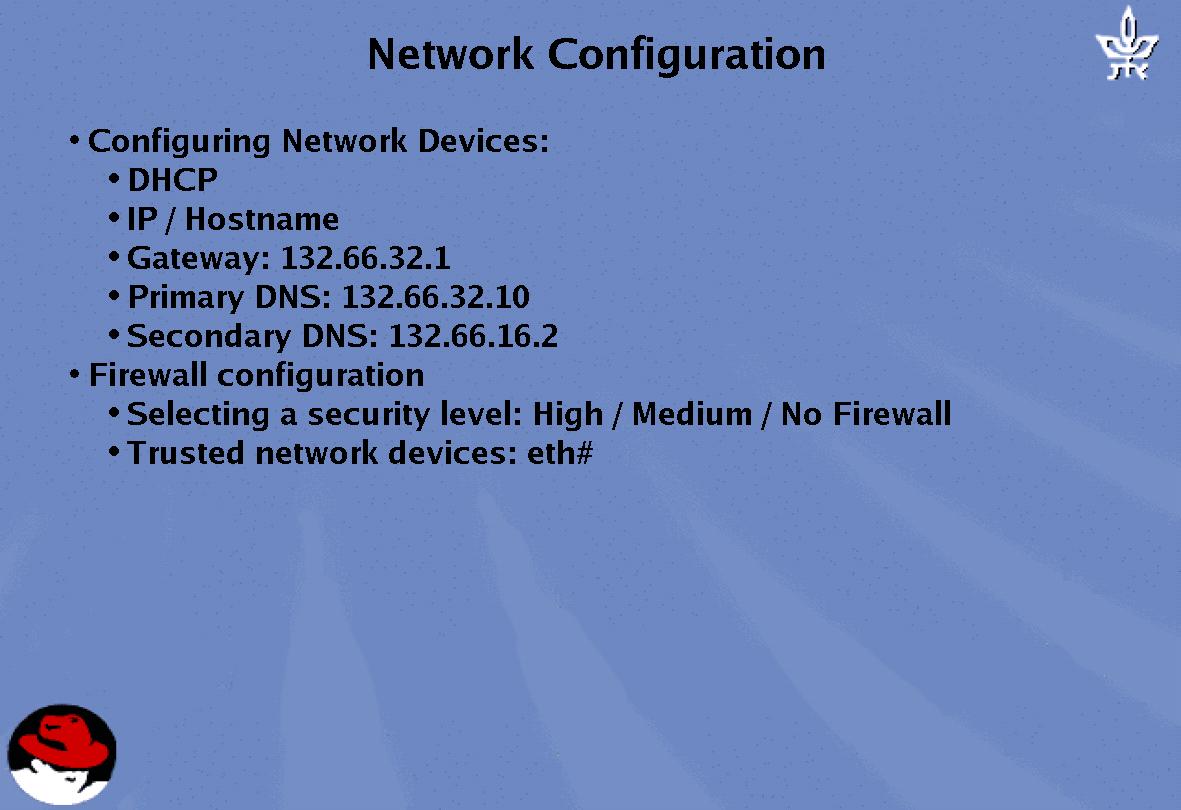 Network Configuration
• Configuring Network Devices:
• DHCP
• IP / Hostname
• Gateway: 132.66.32.1
• Primary DNS: 132.66.32.10
• Secondary DNS: 132.66.16.2
• Firewall configuration
• Selecting a security level: High / Medium / No Firewall
• Trusted network devices: eth#